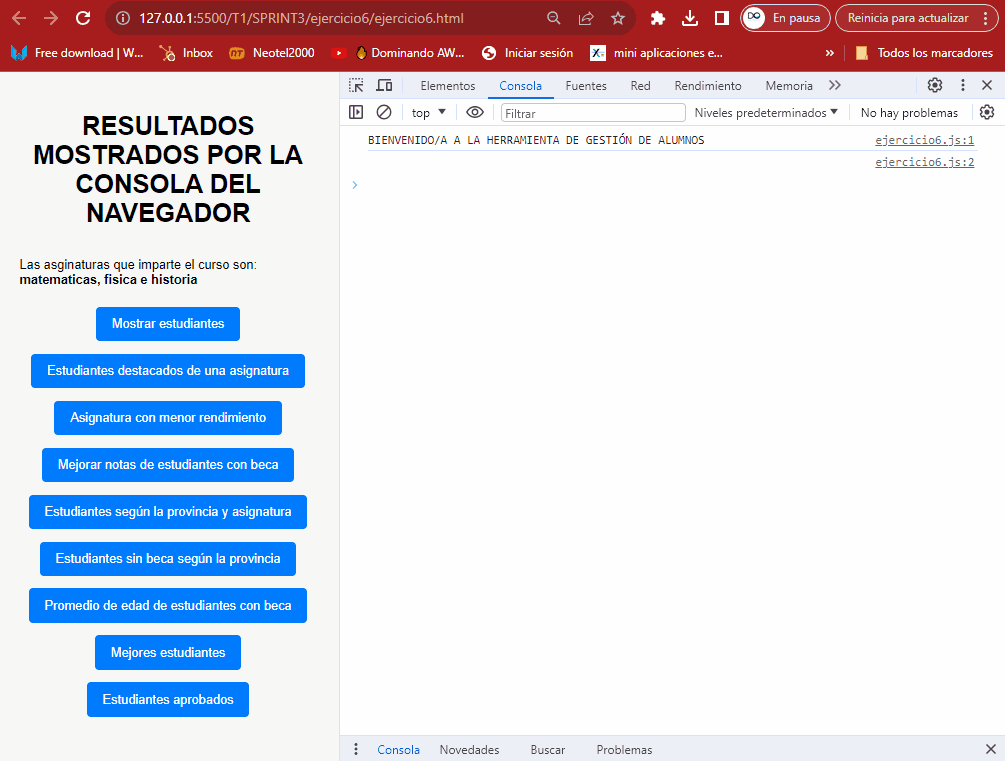 127.0.0.1:5500/T1/SPRINT3/ejercicio6/ejercicio6.html
En pausa
Reinicia para actualizar
Free download | W...
Inbox
Neotel2000
Dominando AW...
Iniciar sesión
mini aplicaciones e...
»
Todos los marcadores
RESULTADOS
MOSTRADOS POR LA
CONSOLA DEL
NAVEGADOR
Las asginaturas que imparte el curso son:
matematicas, fisica e historia
Mostrar estudiantes
Estudiantes destacados de una asignatura
Asignatura con menor rendimiento
Mejorar notas de estudiantes con beca
Estudiantes según la provincia y asignatura
Estudiantes sin beca según la provincia
Promedio de edad de estudiantes con beca
Mejores estudiantes
Estudiantes aprobados
Elementos Consola Fuentes Red Rendimiento Memoria
top Filtrar Niveles predeterminados No hay problemas
BIENVENIDO/A A LA HERRAMIENTA DE GESTIÓN DE ALUMNOS ejercicio6.js:1
ejercicio6.js:2
Consola Novedades Buscar Problemas